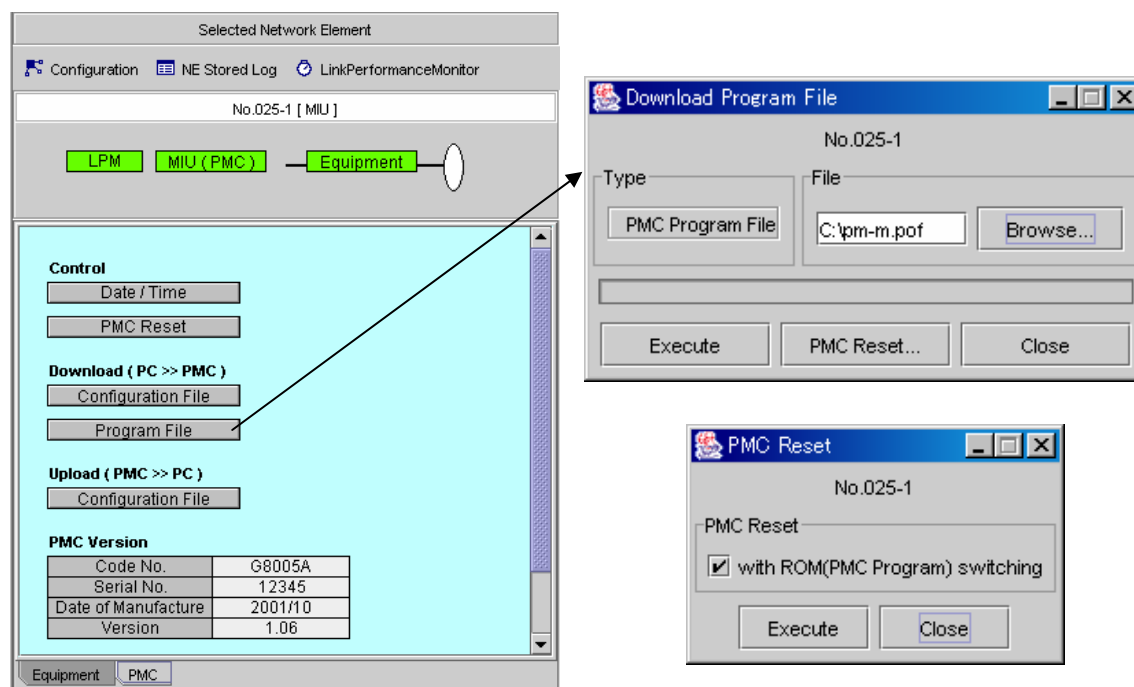 Selected Network Element
Configuration NE Stored Log LinkPerformanceMonitor
No.025-1 [ MIU ]
LPM MIU ( PMC ) Equipment
Control
Date / Time
PMC Reset
Download ( PC >> PMC )
Configuration File
Program File
Upload ( PMC >> PC )
Configuration File
PMC Version
Code No. G8005A
Serial No. 12345
Date of Manufacture 2001/10
Version 1.06
Equipment PMC
Download Program File
No.025-1
Type File
PMC Program File C:\pm-m.pof Browse...
Execute PMC Reset... Close
PMC Reset
No.025-1
PMC Reset
with ROM(PMC Program) switching
Execute Close